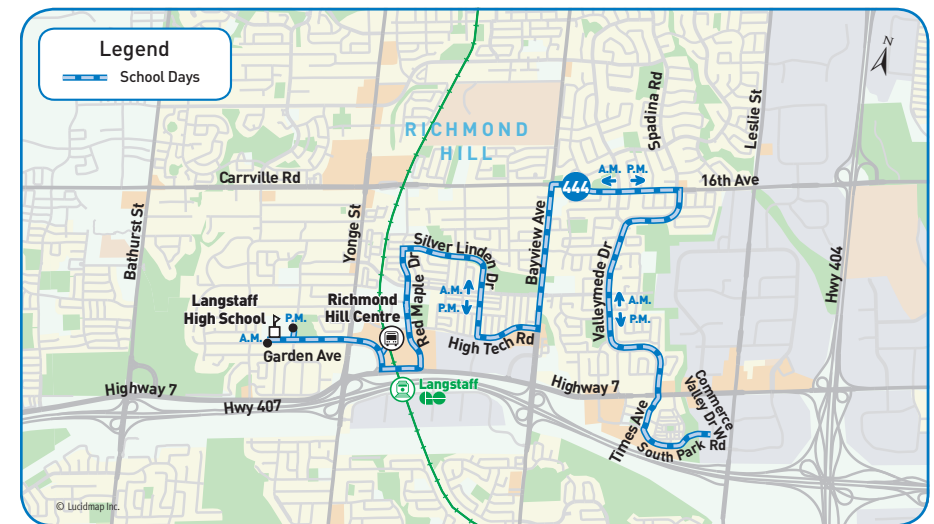 Legend
School Days
RICHMOND
HILL
Spadina Rd
Leslie St
N
A.M. P.M.
444
16th Ave
Carrville Rd
Bathurst St
Yonge St
Bayview Ave
Silver Linden Dr
Red Maple Dr
Valleymede Dr
Hwy 404
A.M.
P.M.
A.M.
P.M.
Langstaff
High School
P.M.
A.M.
Richmond
Hill Centre
Garden Ave
High Tech Rd
Langstaff
GO
Highway 7
Highway 7
Hwy 407
Times Ave
South Park Rd
Commerce
Valley Dr W
© Lucidmap Inc.